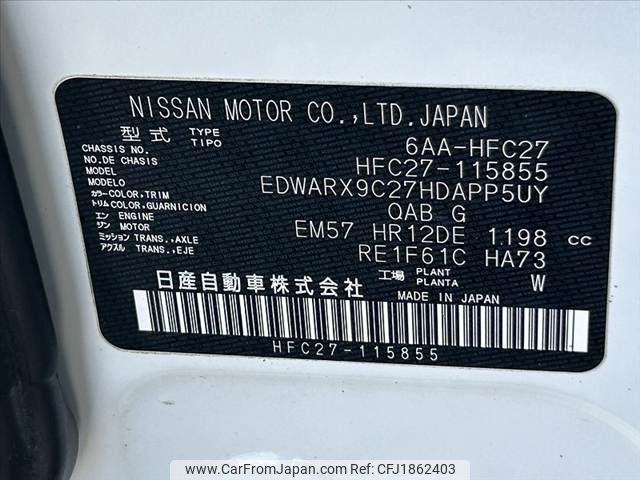 NISSAN MOTOR CO.,LTD.JAPAN
型式 TYPE TIPO 6AA-HFC27
CHASSIS NO.
NO.DE CHASIS HFC27-115855
MODEL
MODELO EDWARX9C27HDAPP5UY
カラー COLOR,TRIM
トリム COLOR,GUARNICION QAB G
エン ENGINE
ジン MOTOR EM57 HR12DE 1198 cc
ミッション TRANS.,AXLE
アクスル TRANS.,EJE RE1F61C HA73
工場 PLANT PLANTA W
日産自動車株式会社 MADE IN JAPAN
HFC27-115855
www.CarFromJapan.com | Car From Japan - Ref No: CFJ1862403